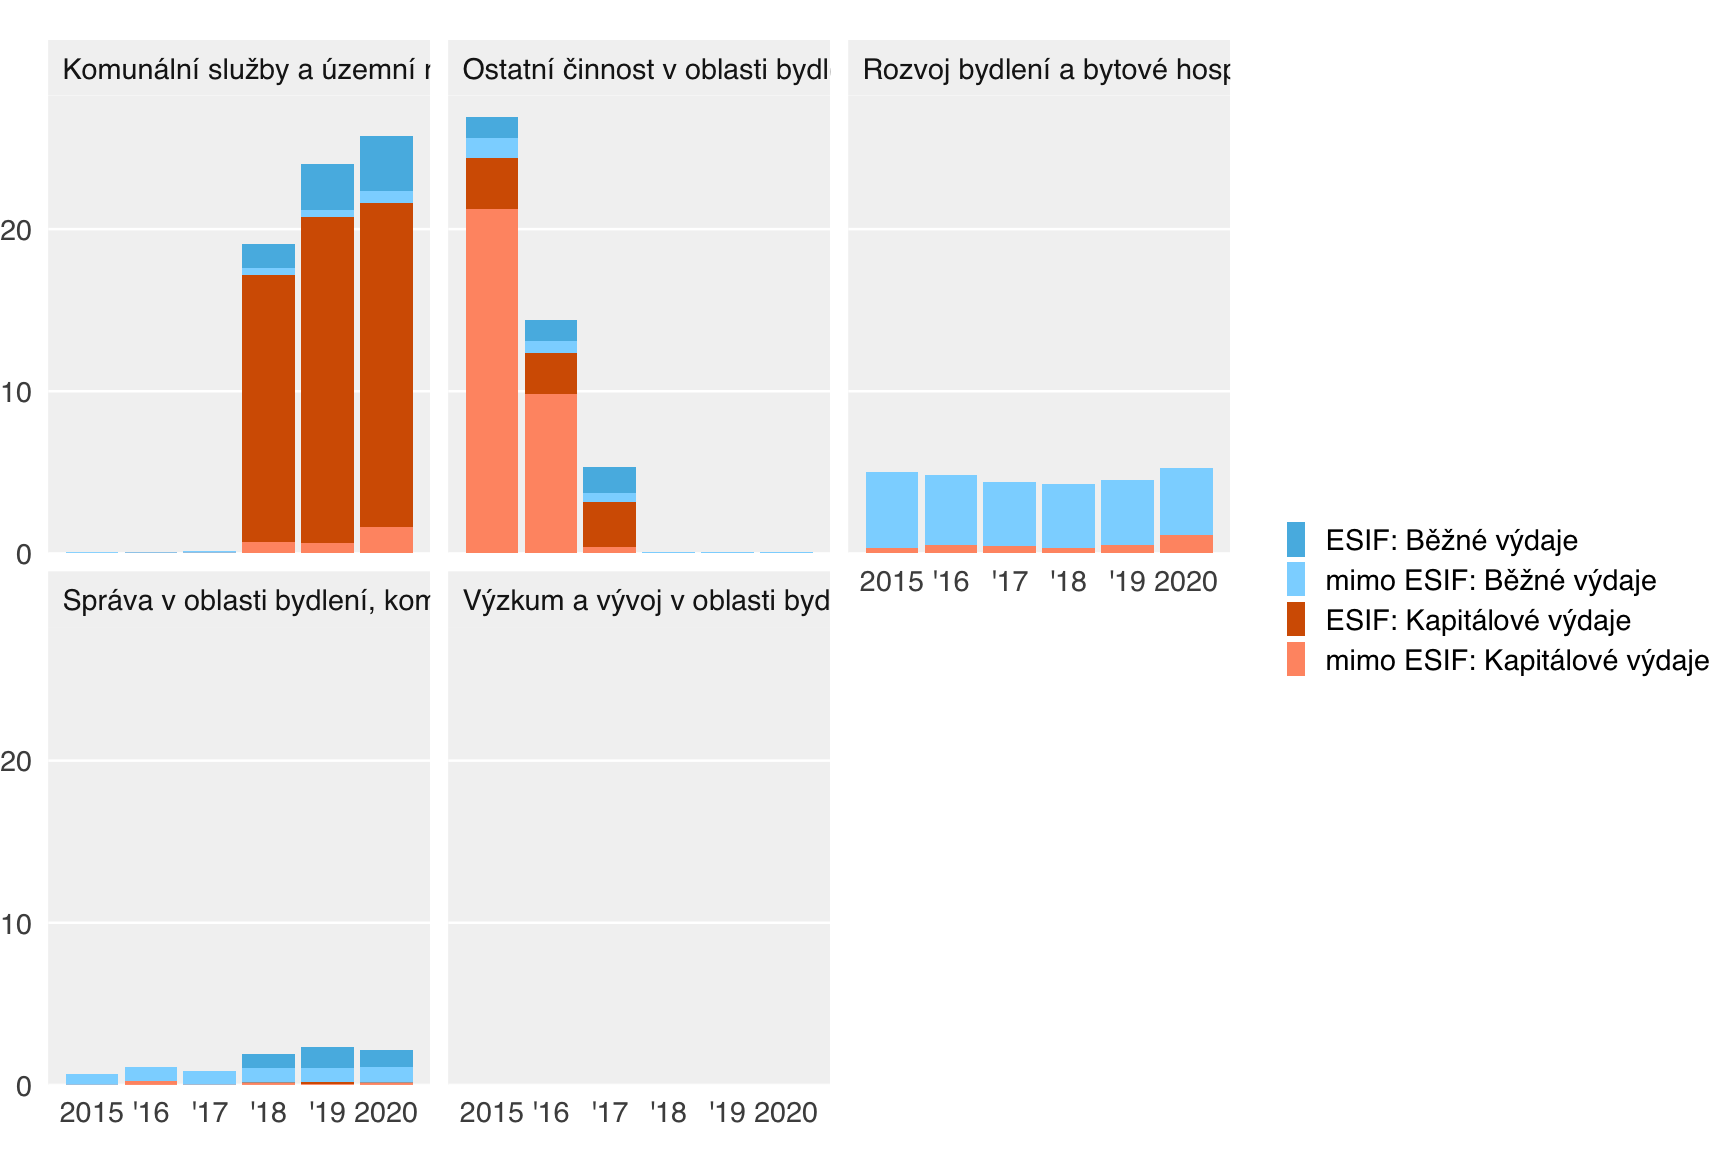 Komunální služby a územní r
Ostatní činnost v oblasti bydl
Rozvoj bydlení a bytové hosp
20
10
0
2015 '16 '17 '18 '19 2020
ESIF: Běžné výdaje
mimo ESIF: Běžné výdaje
ESIF: Kapitálové výdaje
mimo ESIF: Kapitálové výdaje
Správa v oblasti bydlení, kom
Výzkum a vývoj v oblasti byd
20
10
0
2015 '16 '17 '18 '19 2020
2015 '16 '17 '18 '19 2020